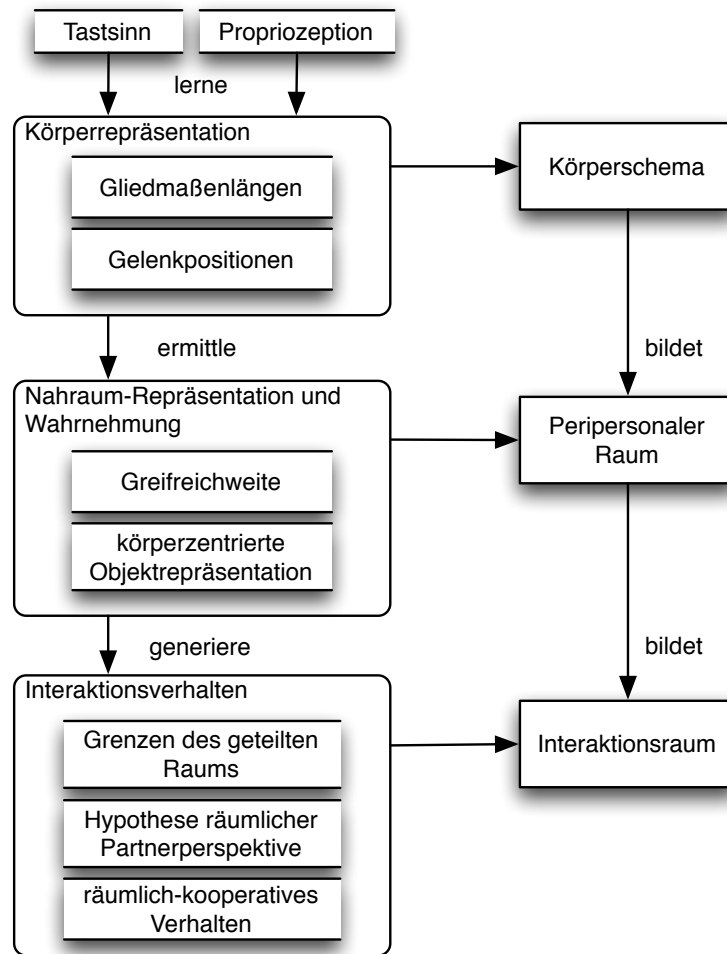 Tastsinn
Propriozeption
lerne
Körperrepräsentation
Gliedmaßenlängen
Gelenkpositionen
Körperschema
ermittle
bildet
Nahraum-Repräsentation und
Wahrnehmung
Greifreichweite
körperzentrierte
Objektrepräsentation
Peripersonaler
Raum
generiere
bildet
Interaktionsverhalten
Grenzen des geteilten
Raums
Hypothese räumlicher
Partnerperspektive
räumlich-kooperatives
Verhalten
Interaktionsraum